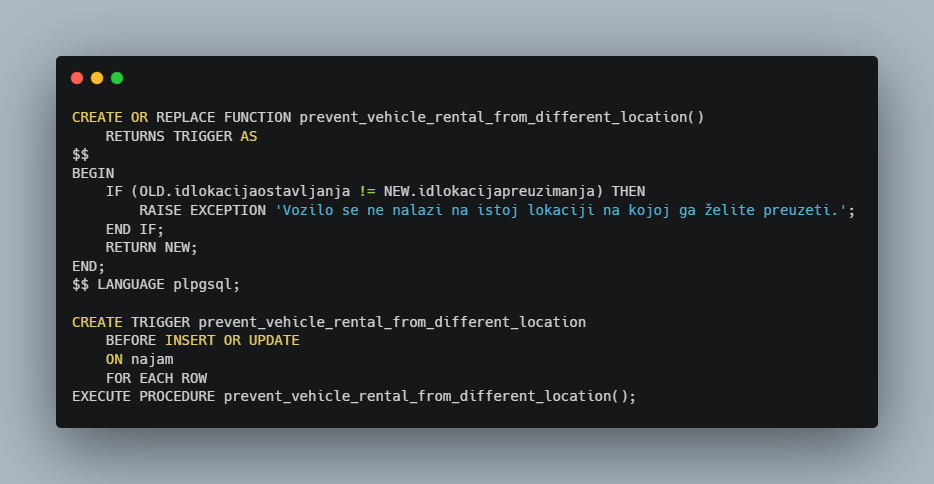 CREATE OR REPLACE FUNCTION prevent_vehicle_rental_from_different_location()
    RETURNS TRIGGER AS
$$
BEGIN
    IF (OLD.idlokacijaostavljanja != NEW.idlokacijapreuzimanja) THEN
        RAISE EXCEPTION 'Vozilo se ne nalazi na istoj lokaciji na kojoj ga želite preuzeti.';
    END IF;
    RETURN NEW;
END;
$$ LANGUAGE plpgsql;

CREATE TRIGGER prevent_vehicle_rental_from_different_location
    BEFORE INSERT OR UPDATE
    ON najam
    FOR EACH ROW
EXECUTE PROCEDURE prevent_vehicle_rental_from_different_location();